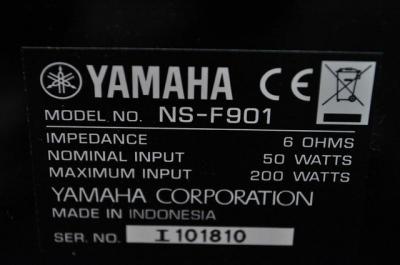 YAMAHA CE
MODEL NO. NS-F901
IMPEDANCE 6 OHMS
NOMINAL INPUT 50 WATTS
MAXIMUM INPUT 200 WATTS
YAMAHA CORPORATION
MADE IN INDONESIA
SER. NO. I 101810